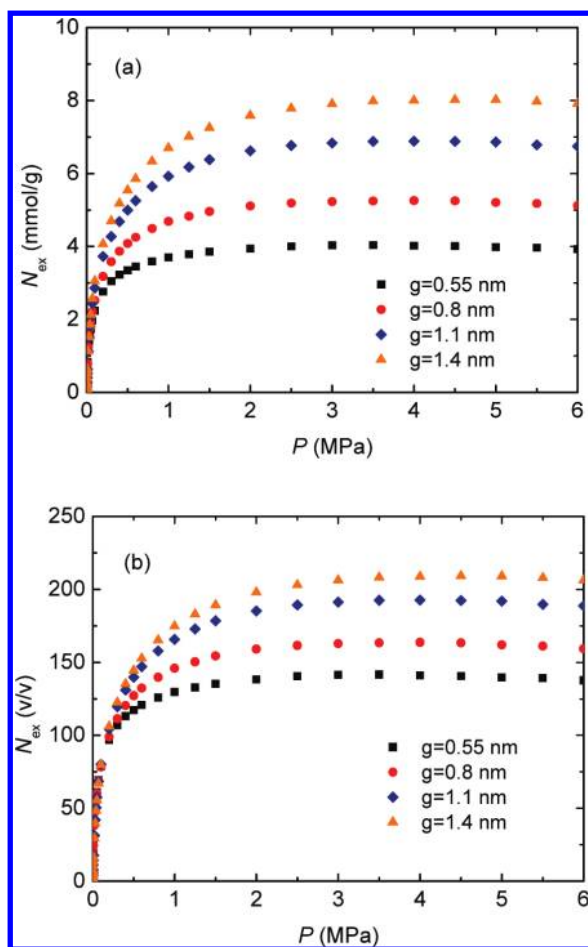 (a)
10
8
6
4
2
0
N_ex (mmol/g)
g=0.55 nm
g=0.8 nm
g=1.1 nm
g=1.4 nm
0 1 2 3 4 5 6
P (MPa)
(b)
250
200
150
100
50
0
N_ex (v/v)
g=0.55 nm
g=0.8 nm
g=1.1 nm
g=1.4 nm
0 1 2 3 4 5 6
P (MPa)